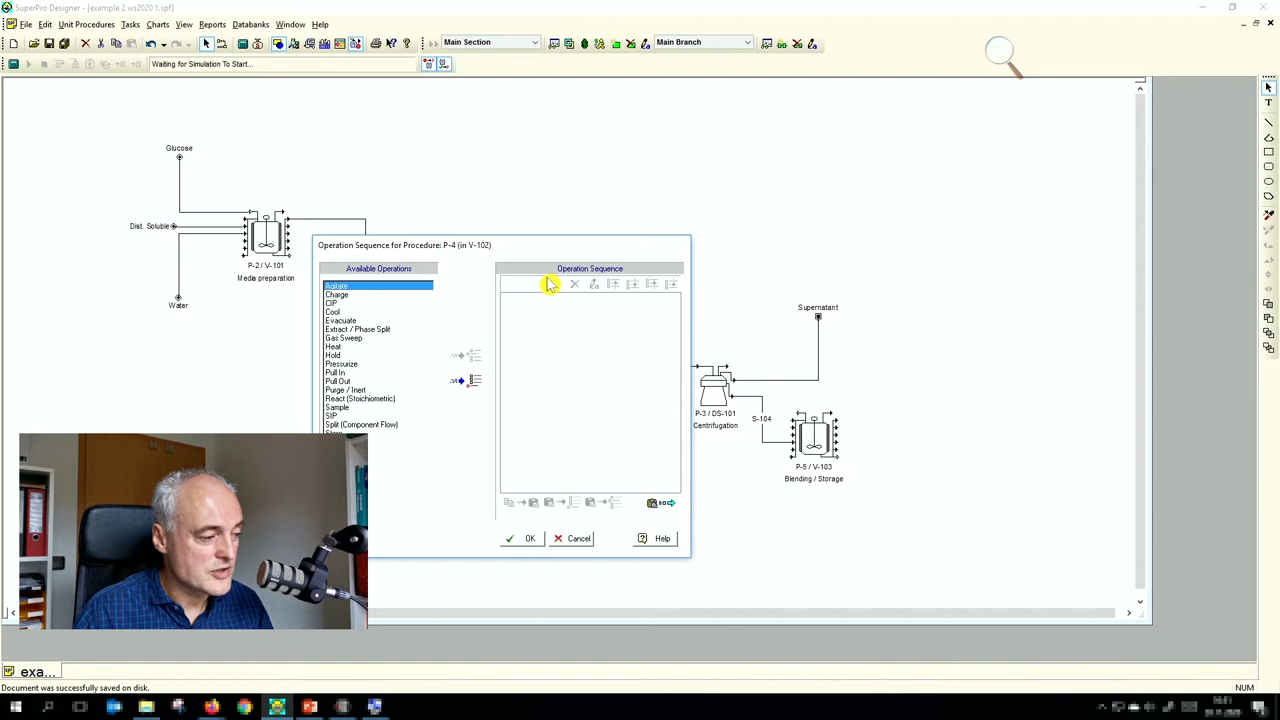 SuperPro Designer - [example 2 ws2020 1.spf]
File Edit Unit Procedures Tasks Charts View Reports Databanks Window Help
Main Section Main Branch
Waiting for Simulation To Start...
Glucose
Dist. Soluble
P-2 / V-101
Media preparation
Water
Operation Sequence for Procedure: P-4 (in V-102)
Available Operations
Operation Sequence
Agitate
Charge
CIP
Cool
Evacuate
Extract / Phase Split
Gas Sweep
Heat
Hold
Pressurize
Pull In
Pull Out
Purge / Inert
React (Stoichiometric)
Sample
SIP
Split (Component Flow)
OK Cancel Help
Supernatant
P-3 / DS-101
Centrifugation
S-104
P-5 / V-103
Blending / Storage
exa...
Document was successfully saved on disk.
NUM